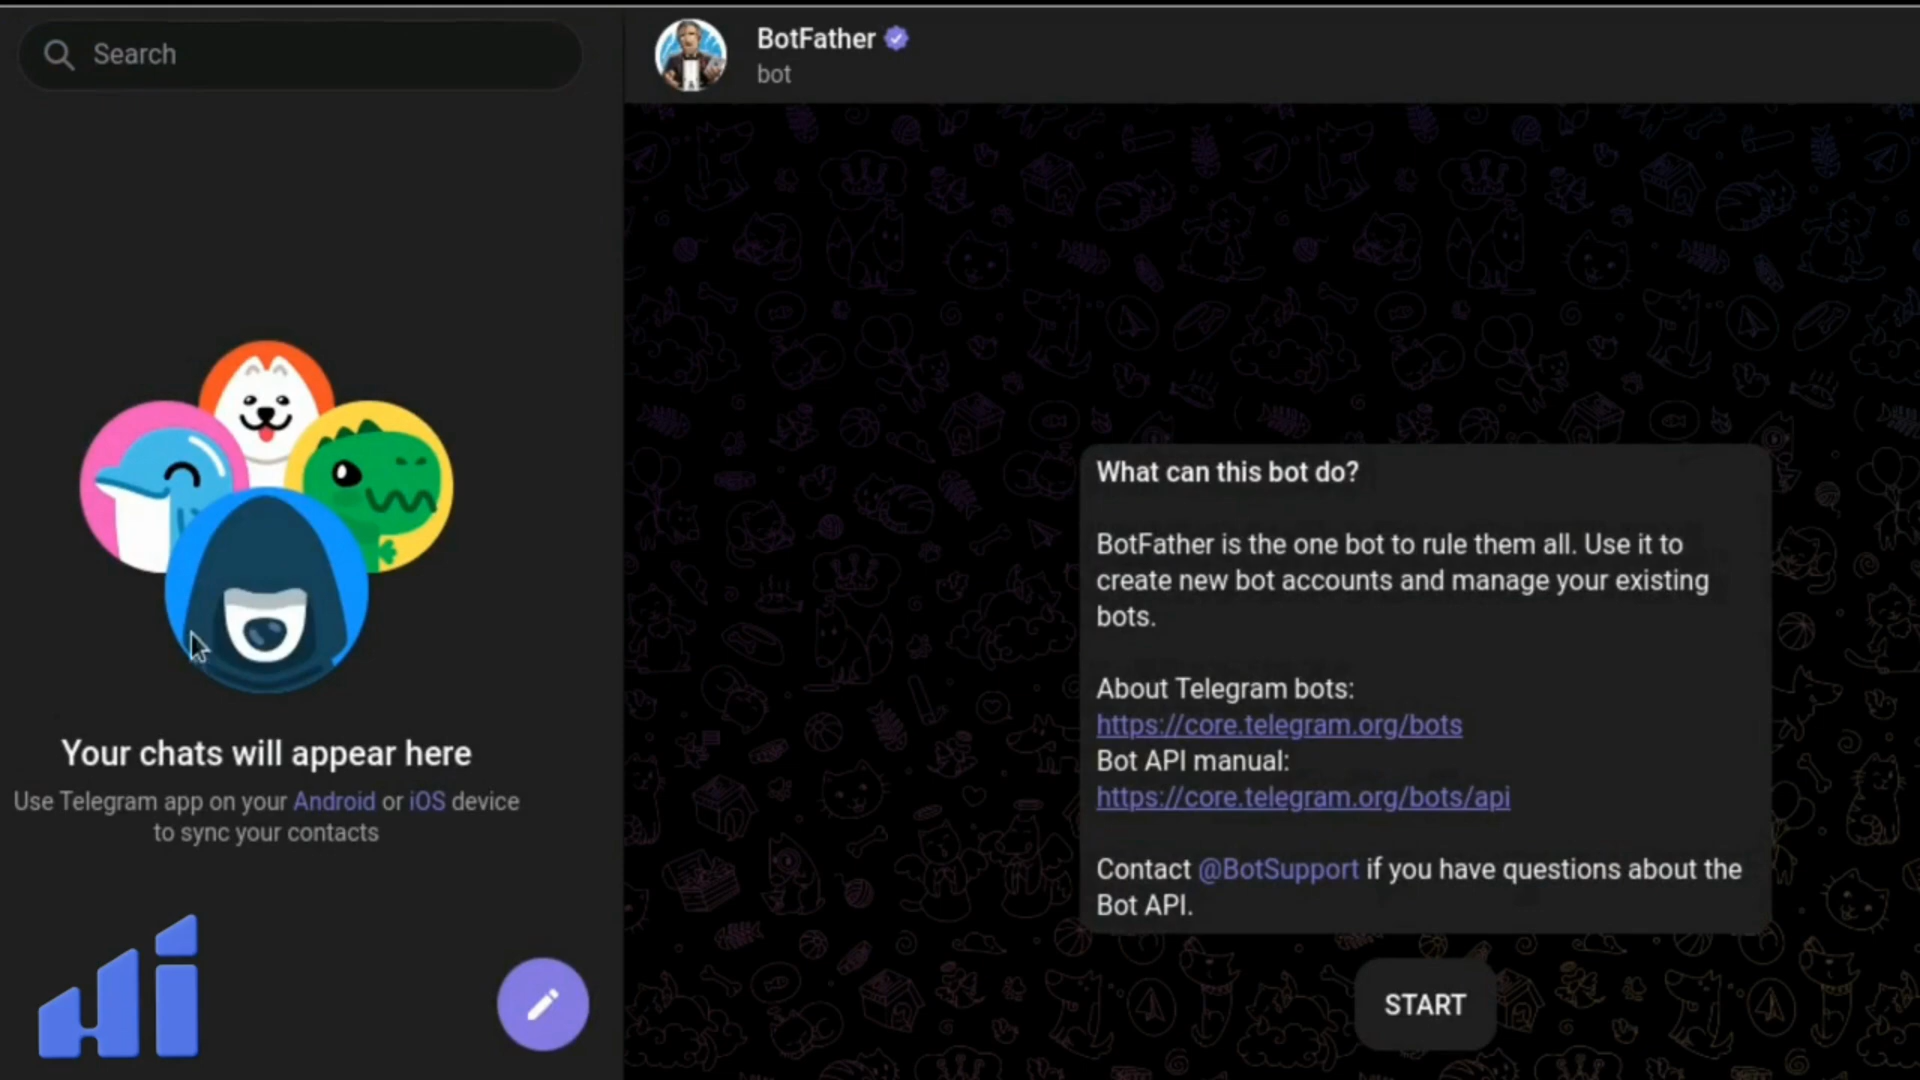 Search
BotFather
bot
What can this bot do?
BotFather is the one bot to rule them all. Use it to
create new bot accounts and manage your existing
bots.
About Telegram bots:
https://core.telegram.org/bots
Bot API manual:
https://core.telegram.org/bots/api
Contact @BotSupport if you have questions about the
Bot API.
START
Your chats will appear here
Use Telegram app on your Android or iOS device
to sync your contacts
Hi